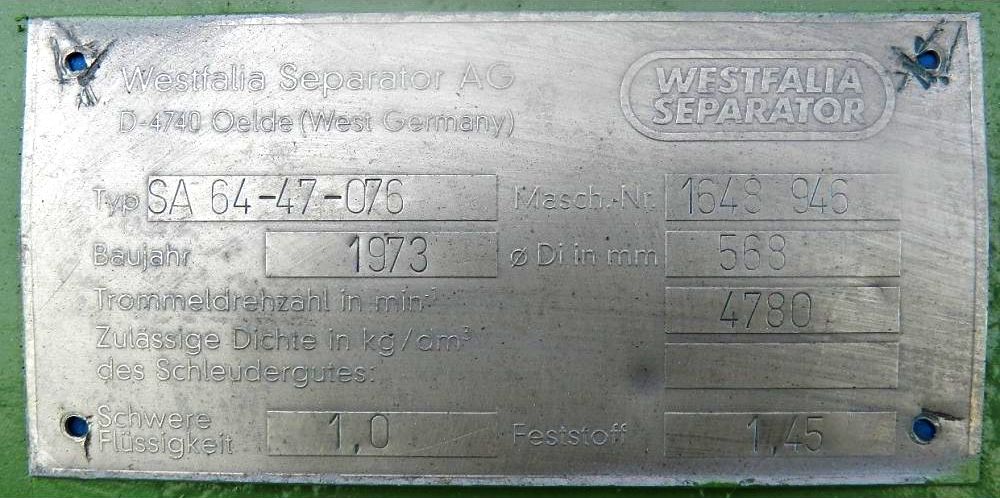 Westfalia Separator AG
D-4740 Oelde (West Germany)
WESTFALIA
SEPARATOR
Typ SA 64-47-076 Masch.-Nr. 1648 946
Baujahr 1973 ø Di in mm 568
Trommeldrehzahl in min⁻¹ 4780
Zulässige Dichte in kg/dm³
des Schleudergutes:
Schwere
Flüssigkeit 1,0 Feststoff 1,45